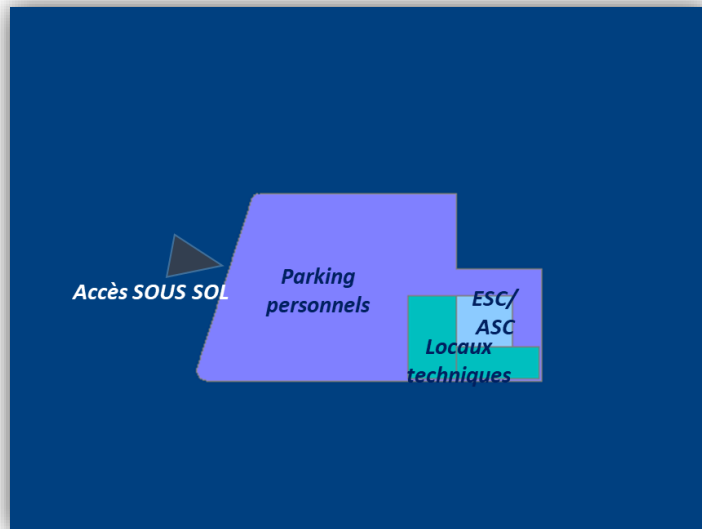 Parking
personnels
Accès SOUS SOL
ESC/
ASC
Locaux
techniques